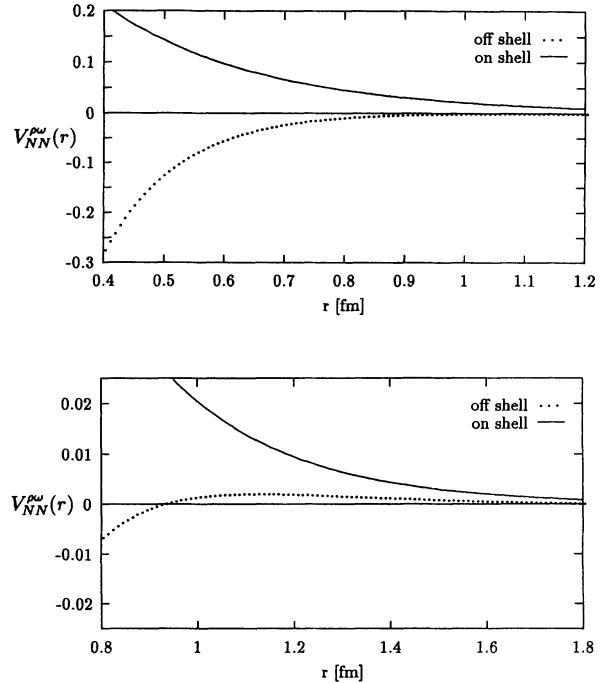 0.2
off shell
on shell
0.1
0
V^{ρω}_{NN}(r)
-0.1
-0.2
-0.3
0.4 0.5 0.6 0.7 0.8 0.9 1 1.1 1.2
r [fm]
0.02
off shell
on shell
0.01
V^{ρω}_{NN}(r) 0
-0.01
-0.02
0.8 1 1.2 1.4 1.6 1.8
r [fm]